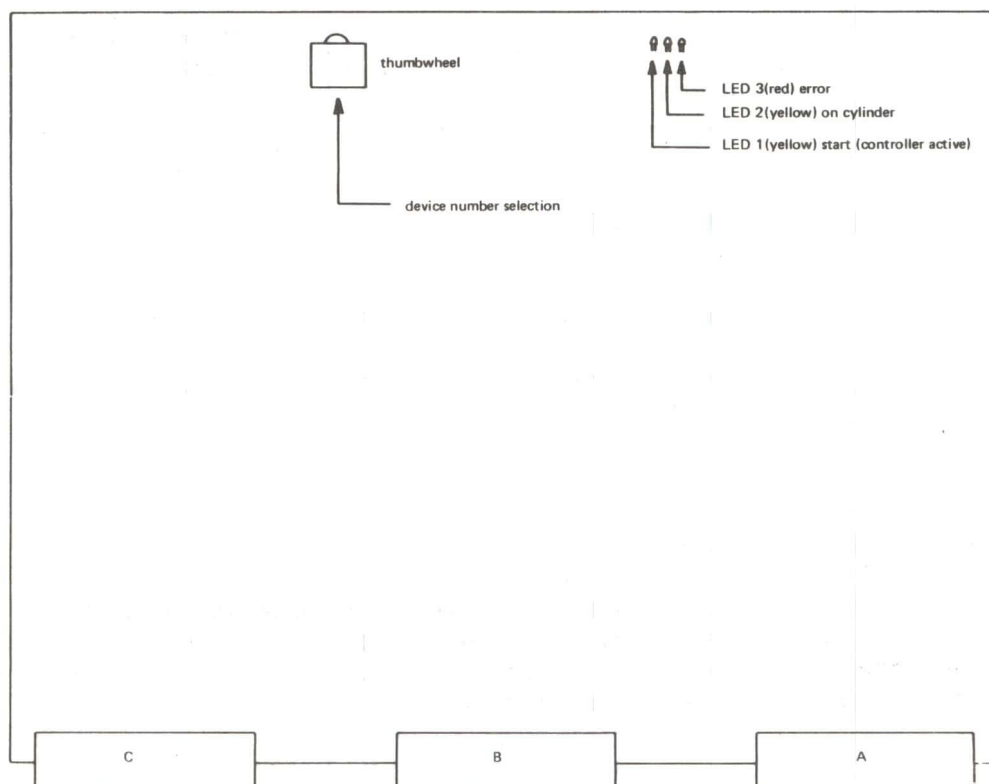 thumbwheel
LED 3(red) error
LED 2(yellow) on cylinder
LED 1(yellow) start (controller active)
device number selection
C
B
A